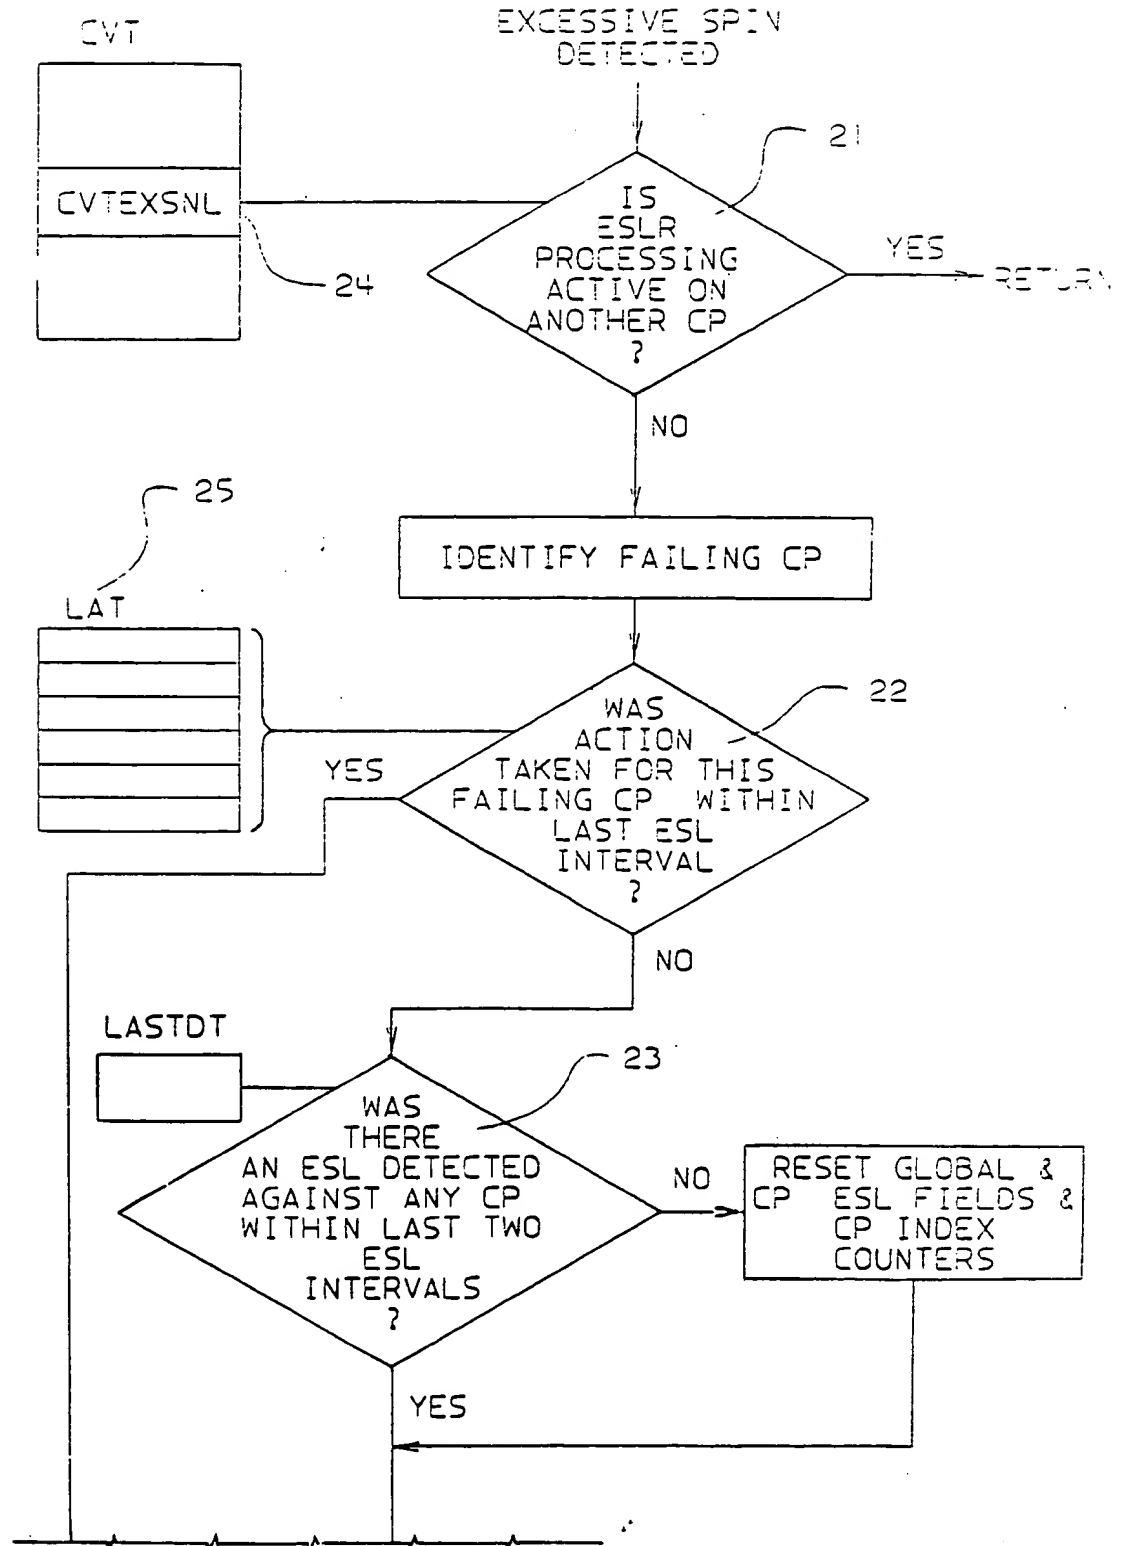 CVT
EXCESSIVE SPIN
DETECTED
21
CVTEXSNL
24
IS
ESLR
PROCESSING
ACTIVE ON
ANOTHER CP
?
YES
RETURN
NO
25
IDENTIFY FAILING CP
LAT
22
WAS
ACTION
TAKEN FOR THIS
FAILING CP WITHIN
LAST ESL
INTERVAL
?
YES
NO
LASTDT
23
WAS
THERE
AN ESL DETECTED
AGAINST ANY CP
WITHIN LAST TWO
ESL
INTERVALS
?
NO
RESET GLOBAL &
CP ESL FIELDS &
CP INDEX
COUNTERS
YES